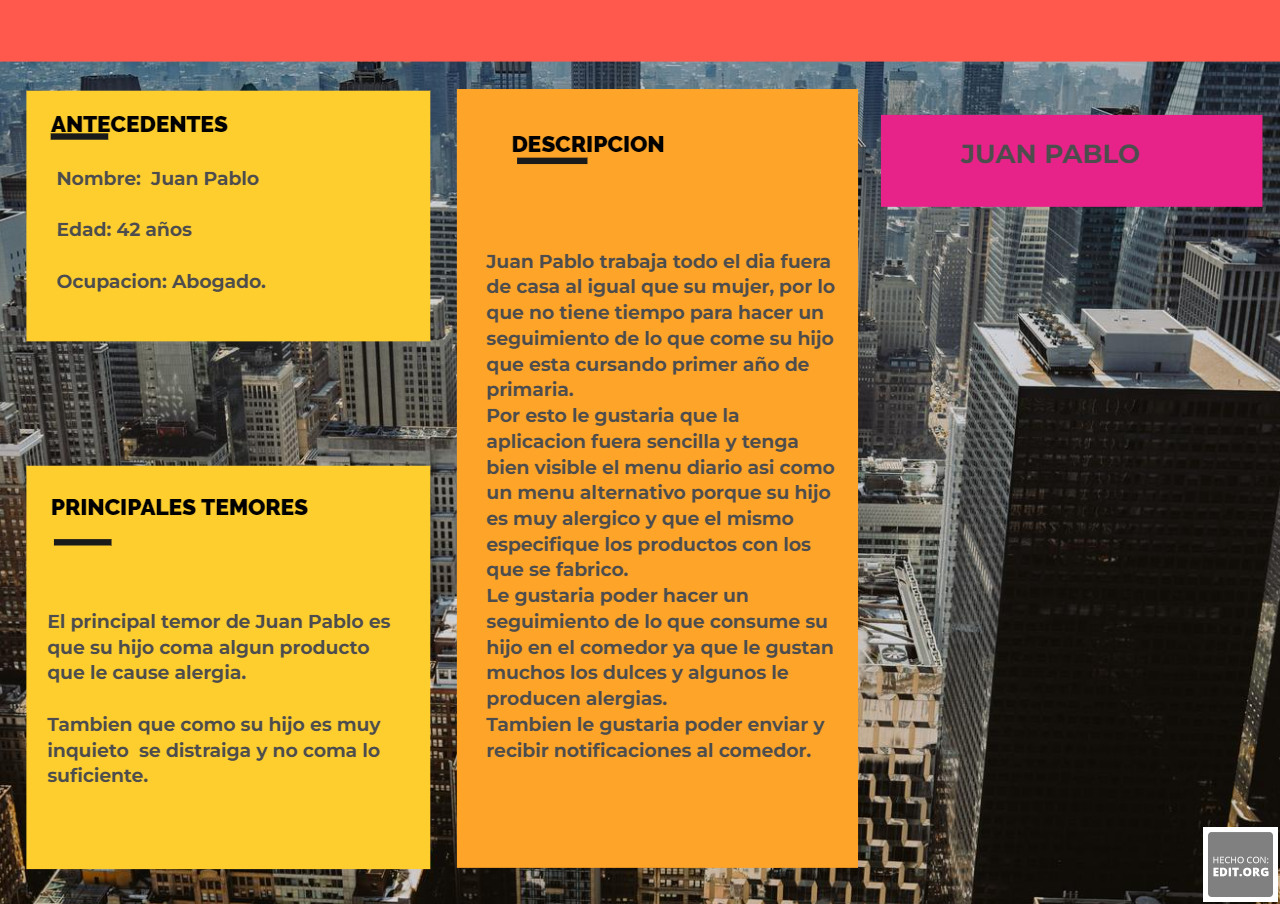 ANTECEDENTES
Nombre:  Juan Pablo
Edad: 42 años
Ocupacion: Abogado.
PRINCIPALES TEMORES
El principal temor de Juan Pablo es
que su hijo coma algun producto
que le cause alergia.
Tambien que como su hijo es muy
inquieto  se distraiga y no coma lo
suficiente.
DESCRIPCION
Juan Pablo trabaja todo el dia fuera
de casa al igual que su mujer, por lo
que no tiene tiempo para hacer un
seguimiento de lo que come su hijo
que esta cursando primer año de
primaria.
Por esto le gustaria que la
aplicacion fuera sencilla y tenga
bien visible el menu diario asi como
un menu alternativo porque su hijo
es muy alergico y que el mismo
especifique los productos con los
que se fabrico.
Le gustaria poder hacer un
seguimiento de lo que consume su
hijo en el comedor ya que le gustan
muchos los dulces y algunos le
producen alergias.
Tambien le gustaria poder enviar y
recibir notificaciones al comedor.
JUAN PABLO
HECHO CON:
EDIT.ORG